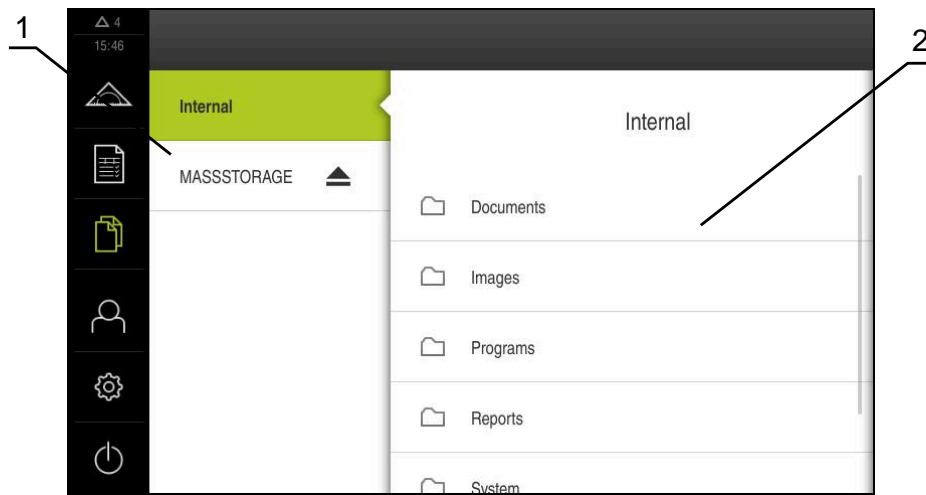 1
4
15:46
2
Internal
Internal
MASSSTORAGE
Documents
Images
Programs
Reports
System